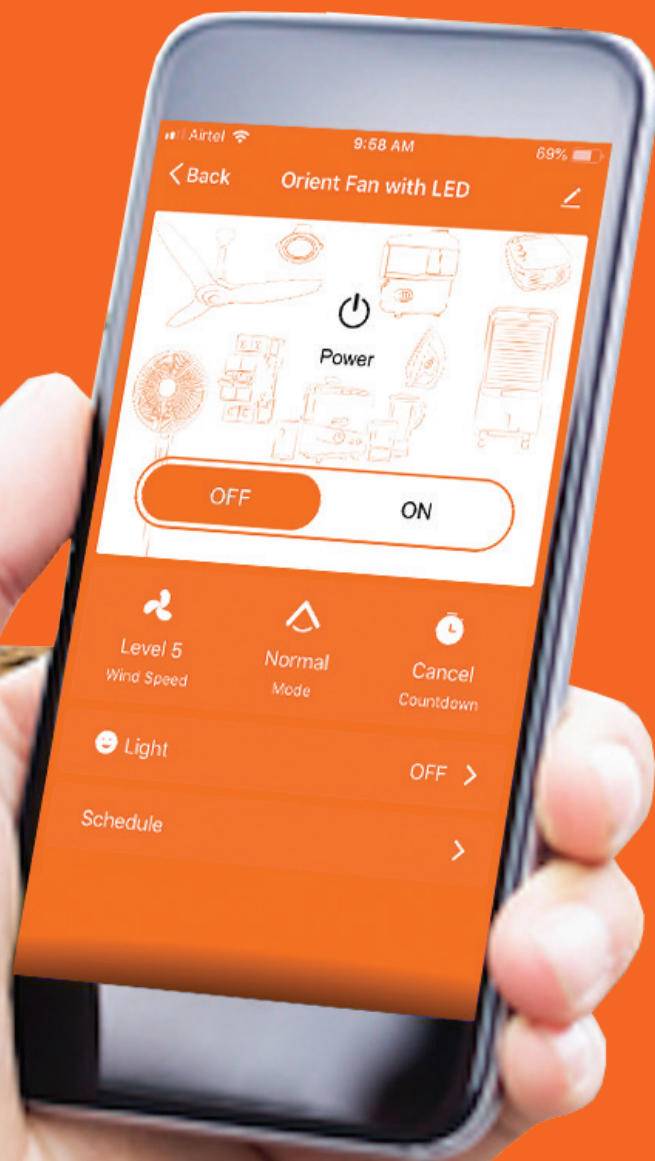 Airtel
9:58 AM
69%
Back
Orient Fan with LED
Power
OFF
ON
Level 5
Wind Speed
Normal
Mode
Cancel
Countdown
Light
OFF
Schedule